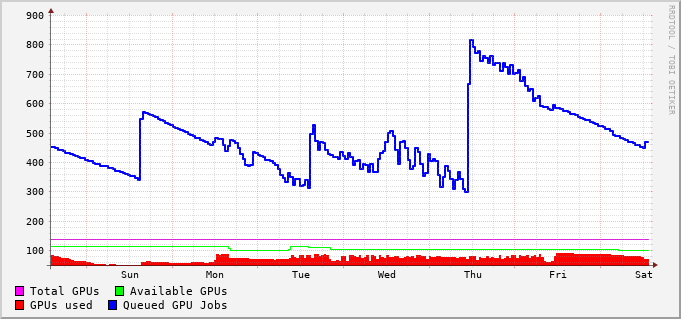 900
800
700
600
500
400
300
200
100
Sun Mon Tue Wed Thu Fri Sat
Total GPUs Available GPUs
GPUs used Queued GPU Jobs
RRDTOOL / TOBI OETIKER